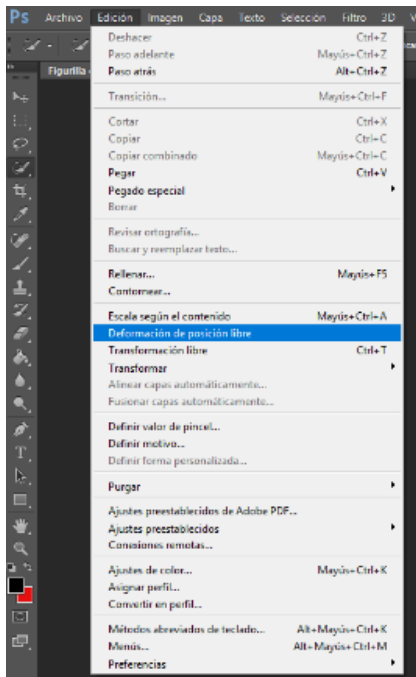 Ps Archivo Edición Imagen Capa Texto Selección Filtro 3D
Deshacer Ctrl+Z
Paso adelante Mayús+Ctrl+Z
Paso atrás Alt+Ctrl+Z
Figurilla
Transición... Mayús+Ctrl+F
Cortar Ctrl+X
Copiar Ctrl+C
Copiar combinado Mayús+Ctrl+C
Pegar Ctrl+V
Pegado especial
Borrar
Revisar ortografía...
Buscar y reemplazar texto...
Rellenar... Mayús+F5
Contornear...
Escala según el contenido Mayús+Ctrl+A
Deformación de posición libre
Transformación libre Ctrl+T
Transformar
Alinear capas automáticamente...
Fusionar capas automáticamente...
Definir valor de pincel...
Definir motivo...
Definir forma personalizada...
Purgar
Ajustes preestablecidos de Adobe PDF...
Ajustes preestablecidos
Conexiones remotas...
Ajustes de color... Mayús+Ctrl+K
Asignar perfil...
Convertir en perfil...
Métodos abreviados de teclado... Alt+Mayús+Ctrl+K
Menús... Alt+Mayús+Ctrl+M
Preferencias